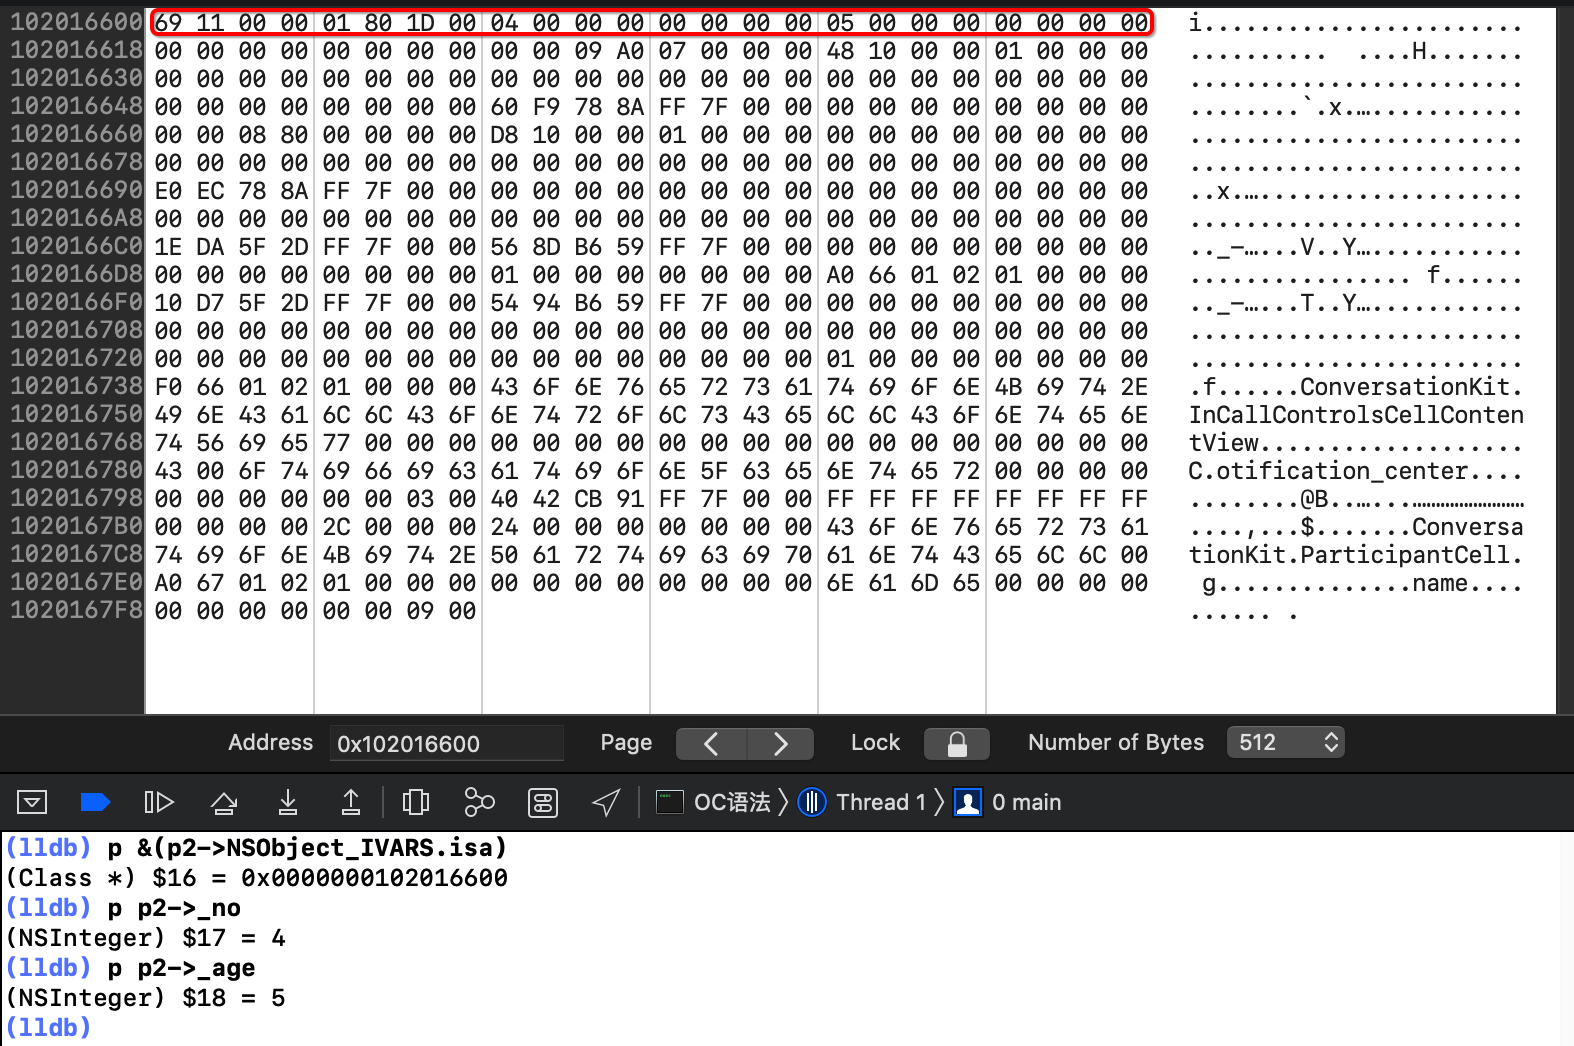 102016600 69 11 00 00 01 80 1D 00 04 00 00 00 00 00 00 00 05 00 00 00 00 00 00 00 i.......................
102016618 00 00 00 00 00 00 00 00 00 00 09 A0 07 00 00 00 48 10 00 00 01 00 00 00 .......... ....H.......
102016630 00 00 00 00 00 00 00 00 00 00 00 00 00 00 00 00 00 00 00 00 00 00 00 00 ........................
102016648 00 00 00 00 00 00 00 00 60 F9 78 8A FF 7F 00 00 00 00 00 00 00 00 00 00 ........`.x.…...........
102016660 00 00 08 80 00 00 00 00 D8 10 00 00 01 00 00 00 00 00 00 00 00 00 00 00 ........................
102016678 00 00 00 00 00 00 00 00 00 00 00 00 00 00 00 00 00 00 00 00 00 00 00 00 ........................
102016690 E0 EC 78 8A FF 7F 00 00 00 00 00 00 00 00 00 00 00 00 00 00 00 00 00 00 ..x.…...................
1020166A8 00 00 00 00 00 00 00 00 00 00 00 00 00 00 00 00 00 00 00 00 00 00 00 00 ........................
1020166C0 1E DA 5F 2D FF 7F 00 00 56 8D B6 59 FF 7F 00 00 00 00 00 00 00 00 00 00 .._-…...V..Y…...........
1020166D8 00 00 00 00 00 00 00 00 01 00 00 00 00 00 00 00 A0 66 01 02 01 00 00 00 ................ f......
1020166F0 10 D7 5F 2D FF 7F 00 00 54 94 B6 59 FF 7F 00 00 00 00 00 00 00 00 00 00 .._-…...T..Y…...........
102016708 00 00 00 00 00 00 00 00 00 00 00 00 00 00 00 00 00 00 00 00 00 00 00 00 ........................
102016720 00 00 00 00 00 00 00 00 00 00 00 00 00 00 00 00 01 00 00 00 00 00 00 00 ........................
102016738 F0 66 01 02 01 00 00 00 43 6F 6E 76 65 72 73 61 74 69 6F 6E 4B 69 74 2E .f......ConversationKit.
102016750 49 6E 43 61 6C 6C 43 6F 6E 74 72 6F 6C 73 43 65 6C 6C 43 6F 6E 74 65 6E InCallControlsCellConten
102016768 74 56 69 65 77 00 00 00 00 00 00 00 00 00 00 00 00 00 00 00 00 00 00 00 tView...................
102016780 43 00 6F 74 69 66 69 63 61 74 69 6F 6E 5F 63 65 6E 74 65 72 00 00 00 00 C.otification_center....
102016798 00 00 00 00 00 00 03 00 40 42 CB 91 FF 7F 00 00 FF FF FF FF FF FF FF FF ........@B..…...………………………
1020167B0 00 00 00 00 2C 00 00 00 24 00 00 00 00 00 00 00 43 6F 6E 76 65 72 73 61 ....,...$.......Conversa
1020167C8 74 69 6F 6E 4B 69 74 2E 50 61 72 74 69 63 69 70 61 6E 74 43 65 6C 6C 00 tionKit.ParticipantCell.
1020167E0 A0 67 01 02 01 00 00 00 00 00 00 00 00 00 00 00 6E 61 6D 65 00 00 00 00 g..............name....
1020167F8 00 00 00 00 00 00 09 00 ...... .
Address 0x102016600 Page Lock Number of Bytes 512
OC语法 Thread 1 0 main
(lldb) p &(p2->NSObject_IVARS.isa)
(Class *) $16 = 0x0000000102016600
(lldb) p p2->_no
(NSInteger) $17 = 4
(lldb) p p2->_age
(NSInteger) $18 = 5
(lldb)